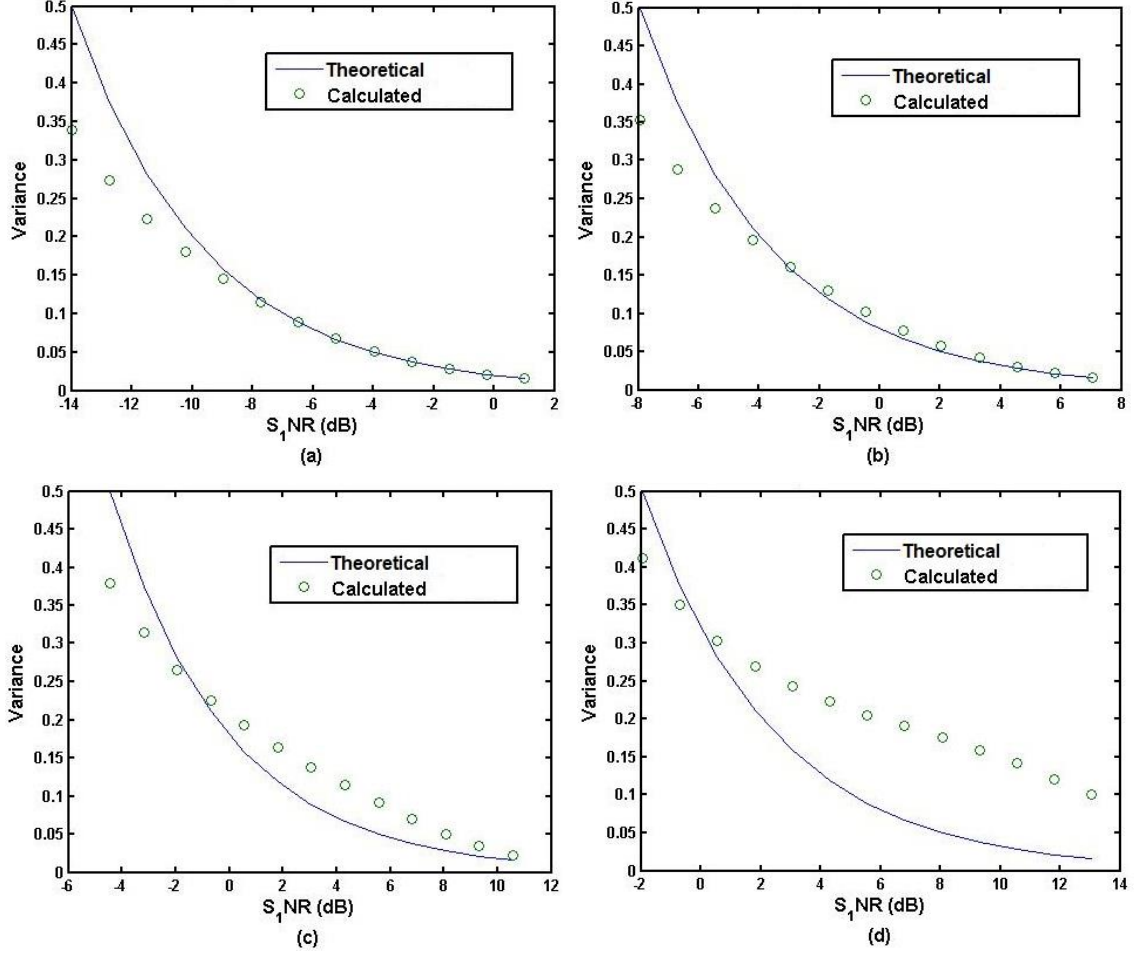 0.5
0.45
0.4
0.35
0.3
0.25
0.2
0.15
0.1
0.05
0
Variance
Theoretical
Calculated
-14 -12 -10 -8 -6 -4 -2 0 2
S₁NR (dB)
(a)
0.5
0.45
0.4
0.35
0.3
0.25
0.2
0.15
0.1
0.05
0
Variance
Theoretical
Calculated
-8 -6 -4 -2 0 2 4 6 8
S₁NR (dB)
(b)
0.5
0.45
0.4
0.35
0.3
0.25
0.2
0.15
0.1
0.05
0
Variance
Theoretical
Calculated
-6 -4 -2 0 2 4 6 8 10 12
S₁NR (dB)
(c)
0.5
0.45
0.4
0.35
0.3
0.25
0.2
0.15
0.1
0.05
0
Variance
Theoretical
Calculated
-2 0 2 4 6 8 10 12 14
S₁NR (dB)
(d)